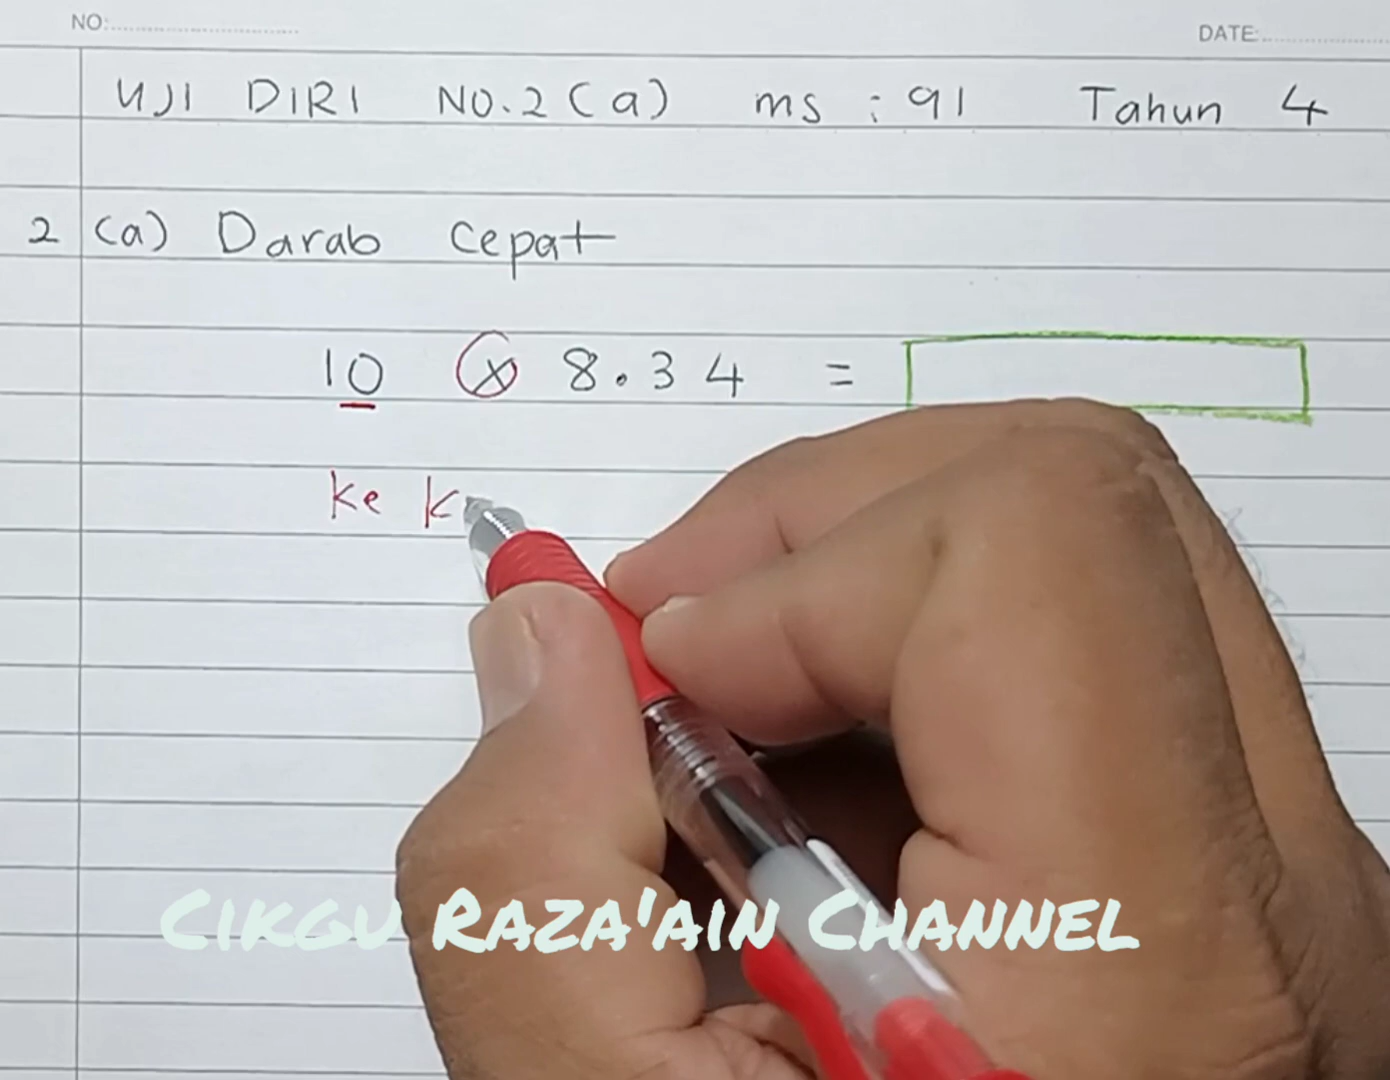 NO:
DATE:
UJI DIRI NO.2(a) ms : 91 Tahun 4
2 (a) Darab cepat
10 × 8.34 =
ke k
CIKGU RAZA'AIN CHANNEL